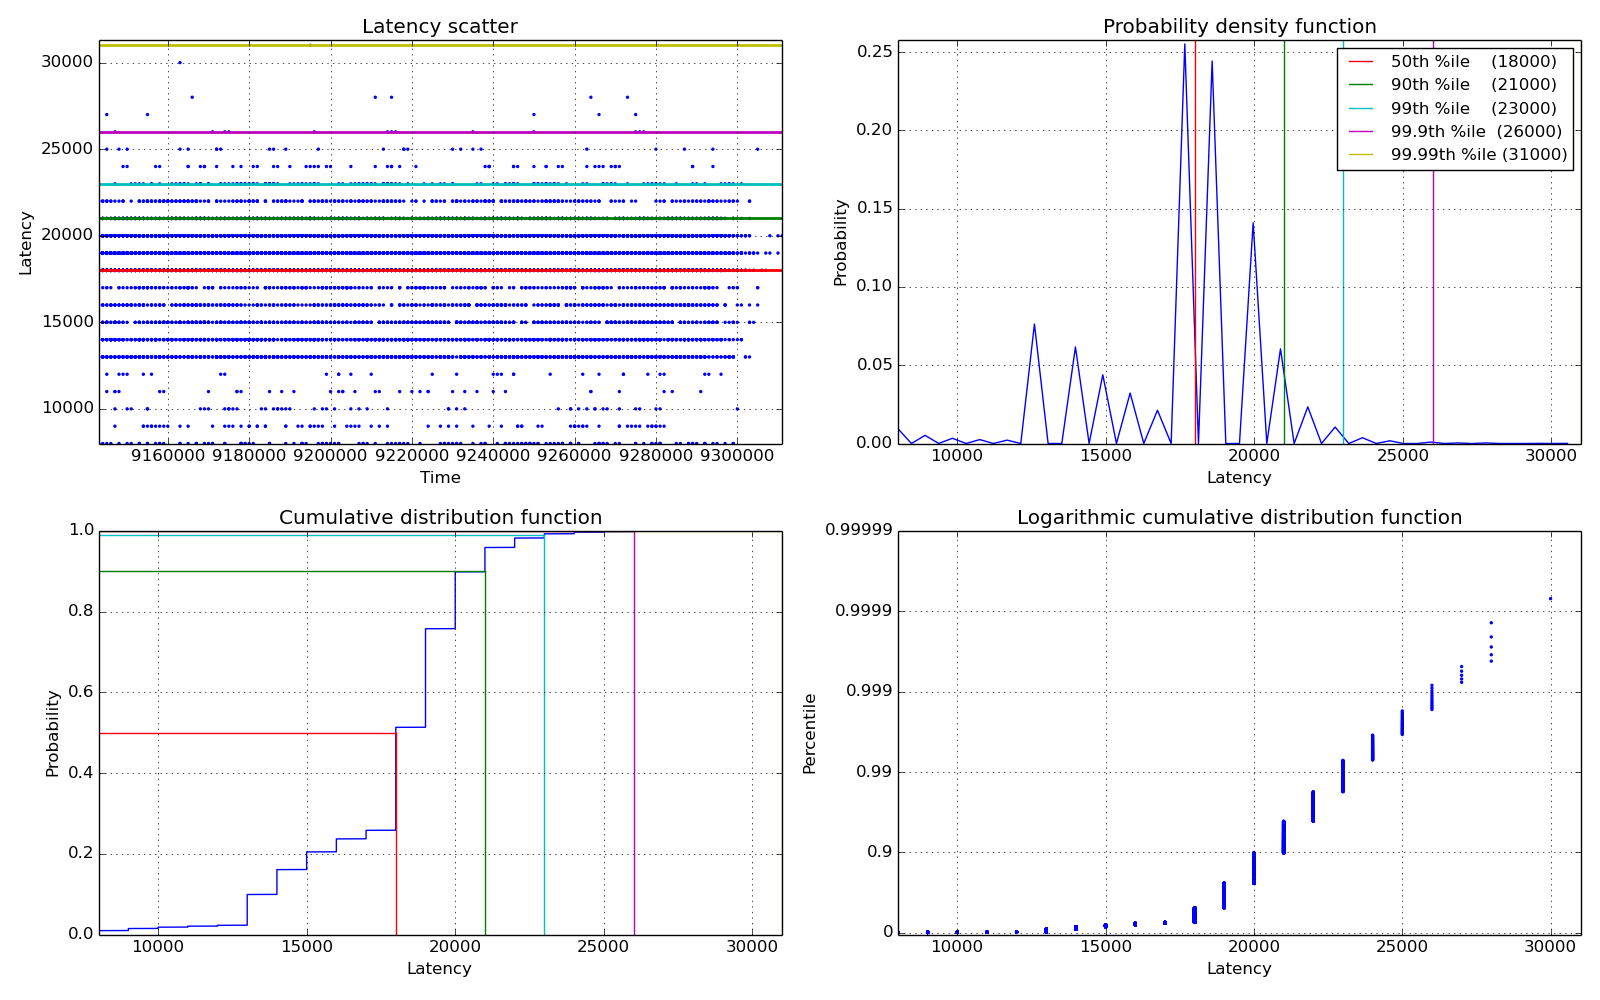 Latency scatter
30000
25000
20000
15000
10000
Latency
9160000 9180000 9200000 9220000 9240000 9260000 9280000 9300000
Time
Probability density function
0.25
0.20
0.15
0.10
0.05
0.00
Probability
50th %ile (18000)
90th %ile (21000)
99th %ile (23000)
99.9th %ile (26000)
99.99th %ile (31000)
10000 15000 20000 25000 30000
Latency
Cumulative distribution function
1.0
0.8
0.6
0.4
0.2
0.0
Probability
10000 15000 20000 25000 30000
Latency
Logarithmic cumulative distribution function
0.99999
0.9999
0.999
0.99
0.9
0
Percentile
10000 15000 20000 25000 30000
Latency